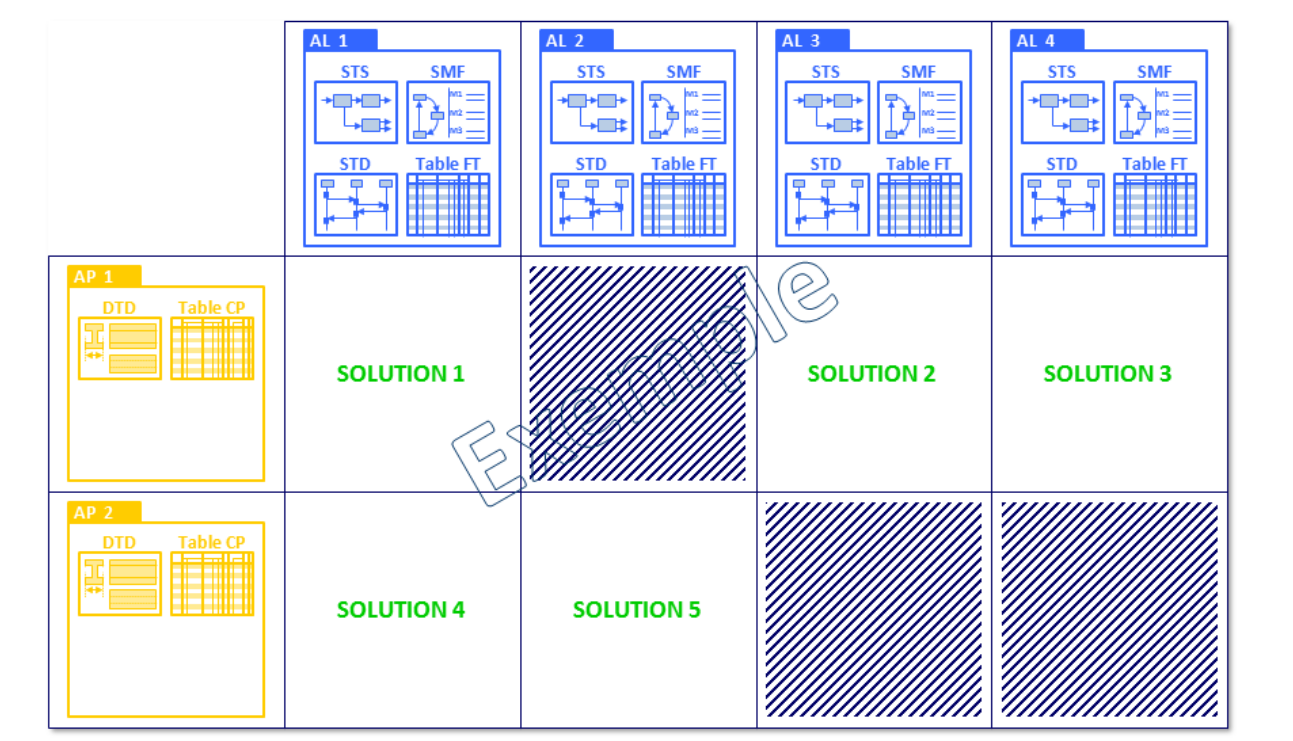 AL 1
AL 2
AL 3
AL 4
STS SMF
STS SMF
STS SMF
STS SMF
M1
M2
M3
M1
M2
M3
M1
M2
M3
M1
M2
M3
STD Table FT
STD Table FT
STD Table FT
STD Table FT
AP 1
DTD Table CP
SOLUTION 1
SOLUTION 2
SOLUTION 3
Exemple
AP 2
DTD Table CP
SOLUTION 4
SOLUTION 5